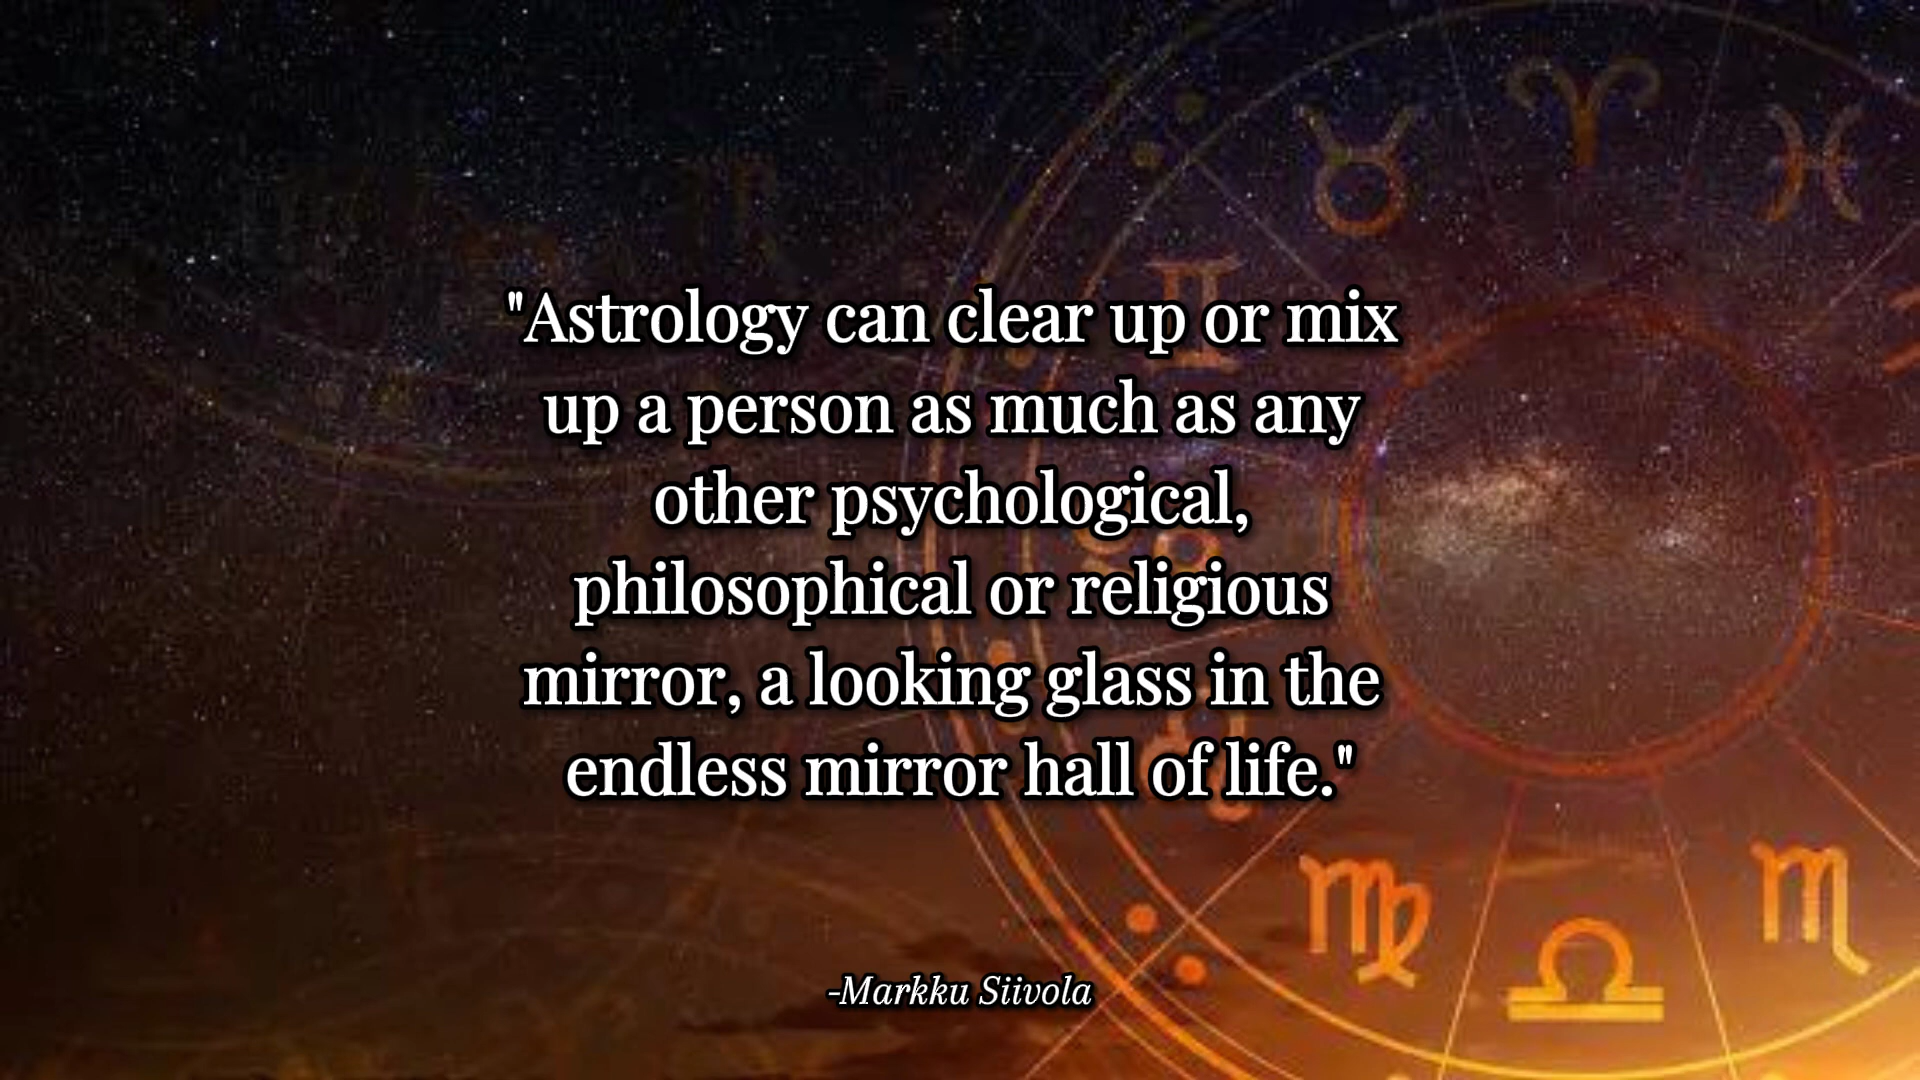 "Astrology can clear up or mix
up a person as much as any
other psychological,
philosophical or religious
mirror, a looking glass in the
endless mirror hall of life."
-Markku Siivola